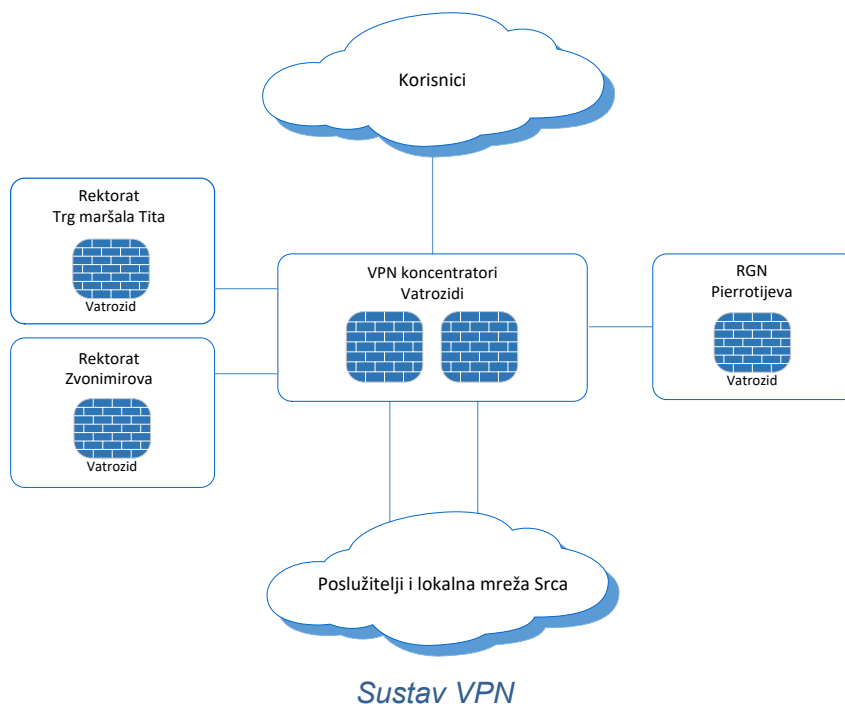 Korisnici
Rektorat
Trg maršala Tita
Vatrozid
VPN koncentratori
Vatrozidi
RGN
Pierrotijeva
Vatrozid
Rektorat
Zvonimirova
Vatrozid
Poslužitelji i lokalna mreža Srca
Sustav VPN